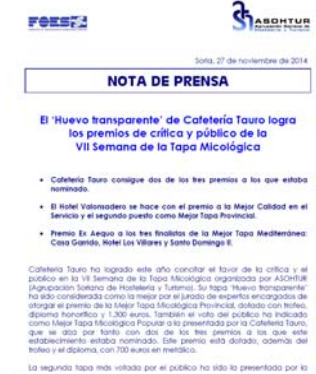 FOES
ASOHTUR
Soria, 27 de noviembre de 2014
NOTA DE PRENSA
El ‘Huevo transparente’ de Cafetería Tauro logra
los premios de crítica y público de la
VII Semana de la Tapa Micológica
• Cafetería Tauro consigue dos de los tres premios a los que estaba
nominado.
• El Hotel Valonsadero se hace con el premio a la Mejor Calidad en el
Servicio y el segundo puesto como Mejor Tapa Provincial.
• Premio Ex Aequo a los tres finalistas de la Mejor Tapa Mediterránea:
Casa Garrido, Hotel Los Villares y Santo Domingo II.
Cafetería Tauro ha logrado este año concitar el favor de la crítica y el
público en la VII Semana de la Tapa Micológica organizada por ASOHTUR
(Agrupación Soriana de Hostelería y Turismo). Su tapa ‘Huevo transparente’
ha sido considerada como la mejor por el jurado de expertos encargados de
otorgar el premio de la Mejor Tapa Micológica Provincial, dotado con trofeo,
diploma honorífico y 1.300 euros. También el voto del público ha indicado
como Mejor Tapa Micológica Popular a la presentada por la Cafetería Tauro,
que se alza por tanto con dos de los tres premios a los que este
establecimiento estaba nominado. Este premio está dotado, además del
trofeo y el diploma, con 700 euros en metálico.
La segunda tapa más votada por el público ha sido la presentada por la